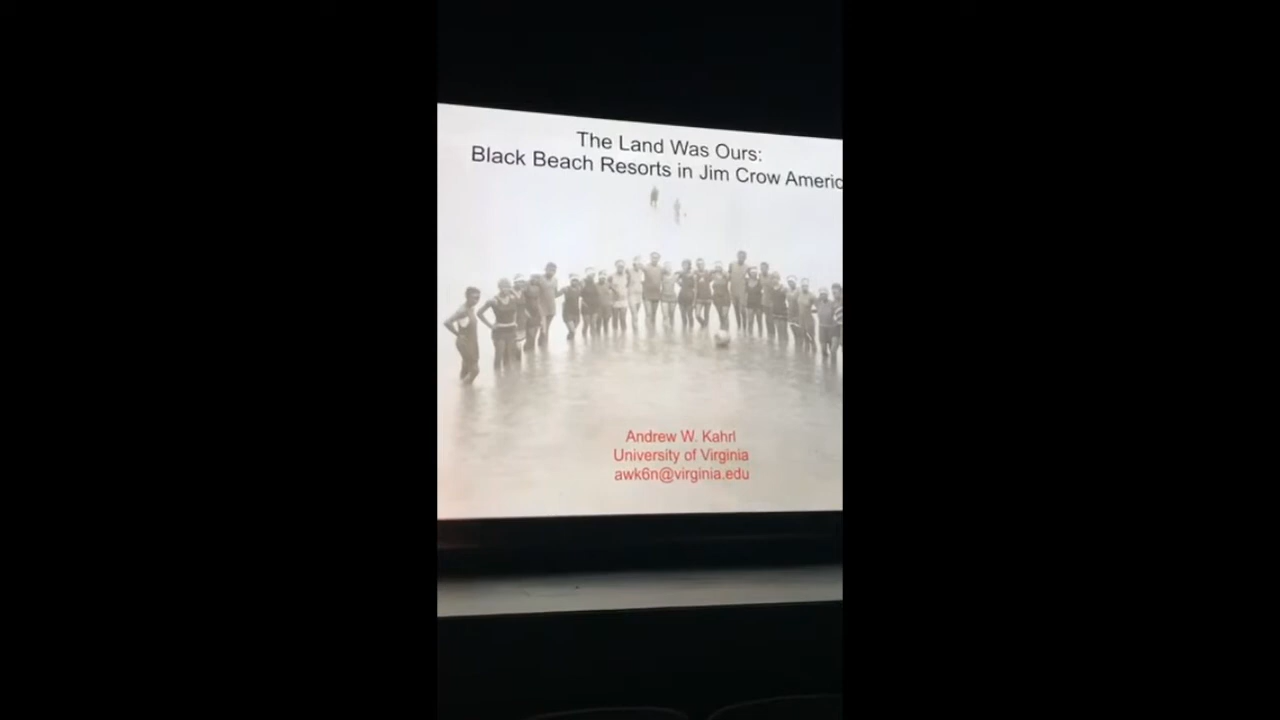 The Land Was Ours:
Black Beach Resorts in Jim Crow Americ
Andrew W. Kahrl
University of Virginia
awk6n@virginia.edu